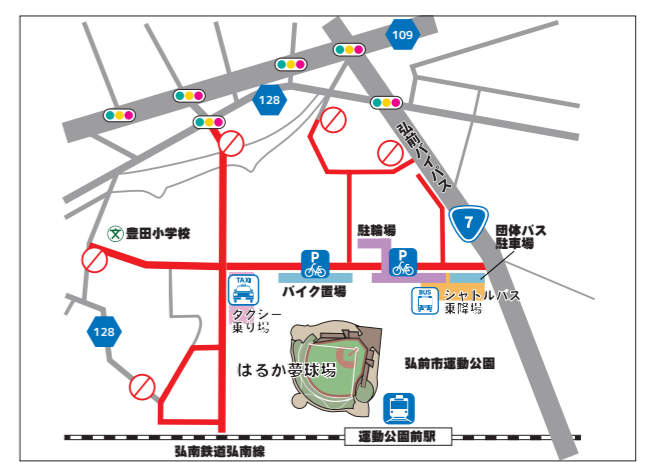 109
128
弘前バイパス
7
豊田小学校
文
駐輪場
団体バス
駐車場
P
P
TAXI
バイク置場
BUS
シャトルバス
乗降場
タクシー
乗り場
128
はるか夢球場
弘前市運動公園
運動公園前駅
弘南鉄道弘南線